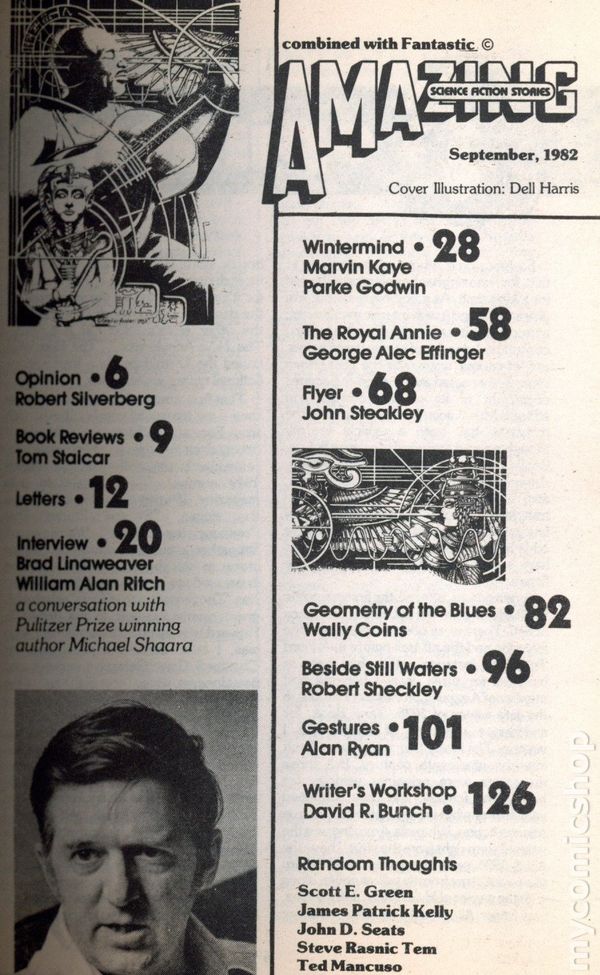 combined with Fantastic ©
AMAZING
SCIENCE FICTION STORIES
September, 1982
Cover Illustration: Dell Harris
Opinion • 6
Robert Silverberg
Book Reviews • 9
Tom Staicar
Letters • 12
Interview • 20
Brad Linaweaver
William Alan Ritch
a conversation with
Pulitzer Prize winning
author Michael Shaara
Wintermind • 28
Marvin Kaye
Parke Godwin
The Royal Annie • 58
George Alec Effinger
Flyer • 68
John Steakley
Geometry of the Blues • 82
Wally Coins
Beside Still Waters • 96
Robert Sheckley
Gestures • 101
Alan Ryan
Writer's Workshop
David R. Bunch • 126
Random Thoughts
Scott E. Green
James Patrick Kelly
John D. Seats
Steve Rasnic Tem
Ted Mancuso
mycomicshop